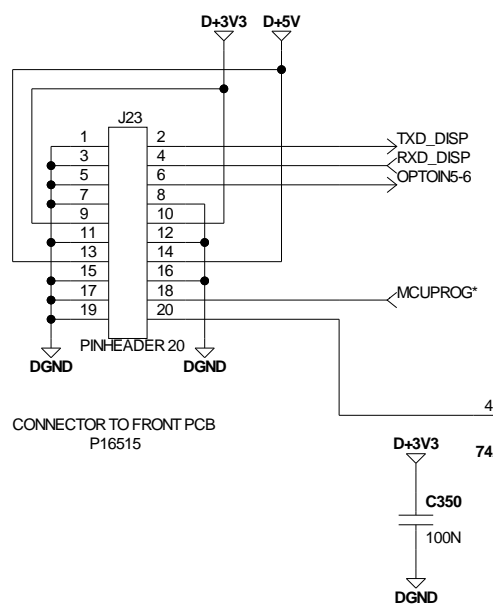 D+3V3 D+5V
J23
1 2 TXD_DISP
3 4 RXD_DISP
5 6 OPTOIN5-6
7 8
9 10
11 12
13 14
15 16
17 18 MCUPROG*
19 20
PINHEADER 20
DGND DGND
CONNECTOR TO FRONT PCB
P16515
4
D+3V3
74
C350
100N
DGND